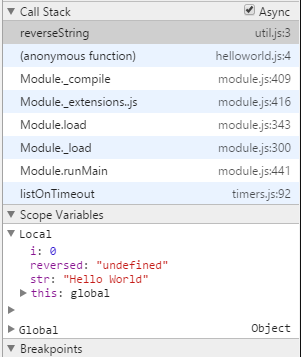 Call Stack Async
reverseString util.js:3
(anonymous function) helloworld.js:4
Module._compile module.js:409
Module._extensions..js module.js:416
Module.load module.js:343
Module._load module.js:300
Module.runMain module.js:441
listOnTimeout timers.js:92
Scope Variables
Local
i: 0
reversed: "undefined"
str: "Hello World"
this: global
Global Object
Breakpoints